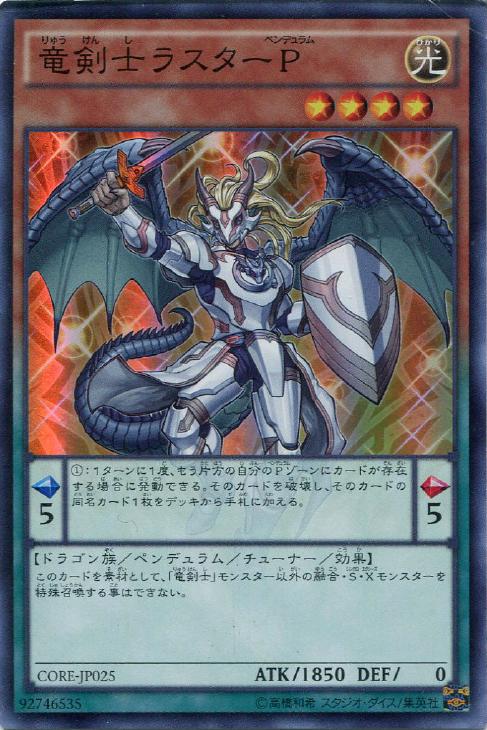 竜剣士ラスターP
光
①:1ターンに1度、もう片方の自分のPゾーンにカードが存在
する場合に発動できる。そのカードを破壊し、そのカードの
同名カード1枚をデッキから手札に加える。
5
5
【ドラゴン族/ペンデュラム/チューナー/効果】
このカードを素材として、「竜剣士」モンスター以外の融合・S・Xモンスターを
特殊召喚する事はできない。
CORE-JP025 ATK/1850 DEF/ 0
92746535 ©高橋和希 スタジオ・ダイス/集英社